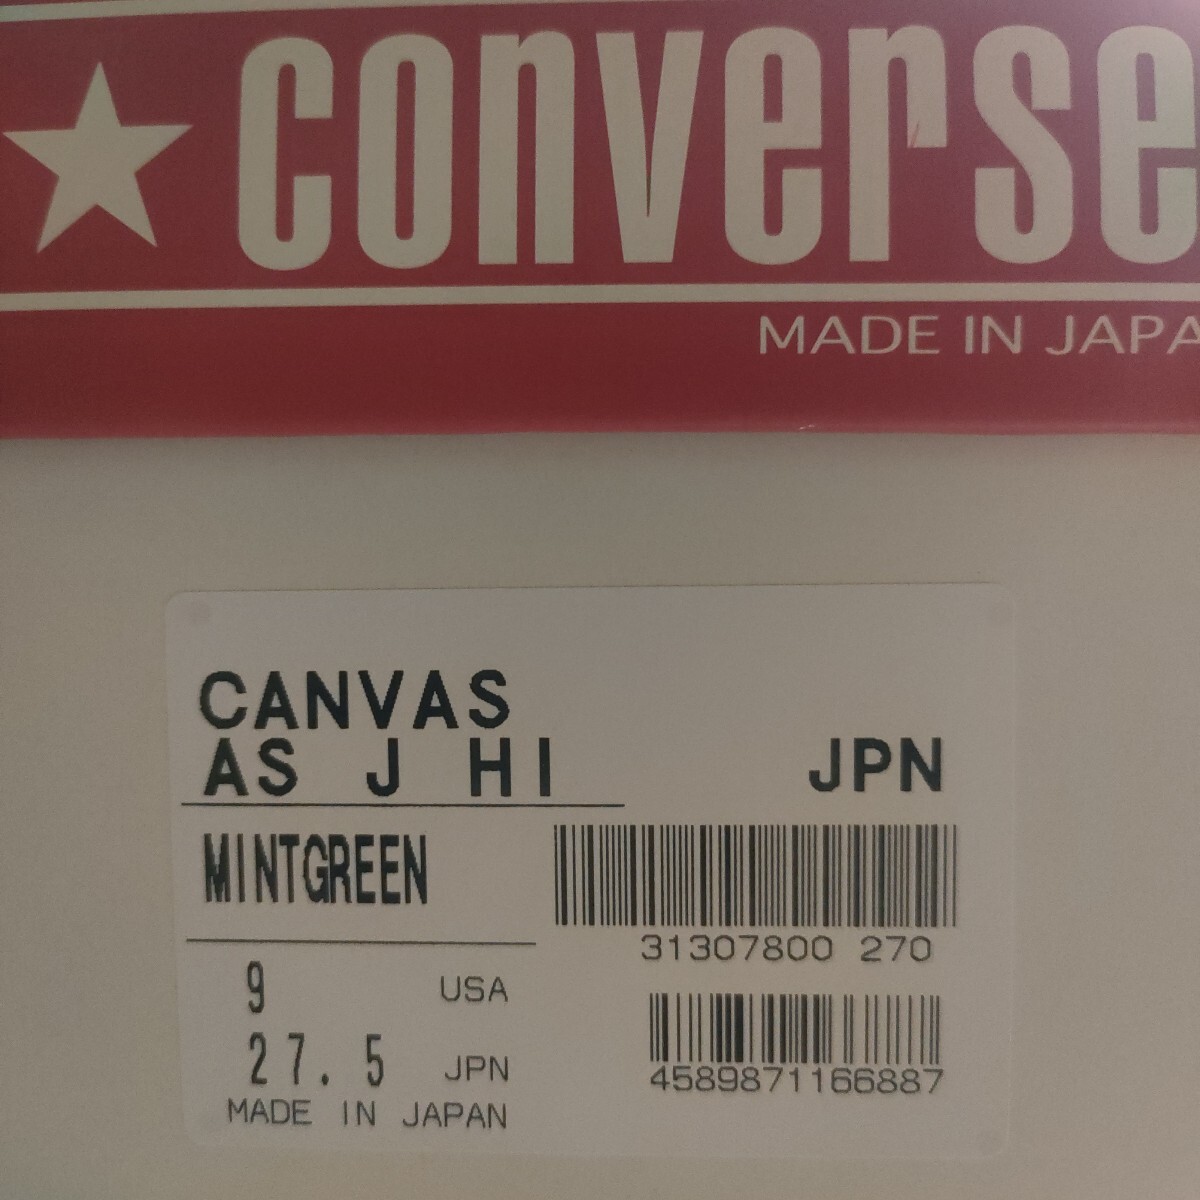 converse
MADE IN JAPA
CANVAS
AS J HI
JPN
MINTGREEN
31307800 270
9 USA
27.5 JPN
4589871166887
MADE IN JAPAN